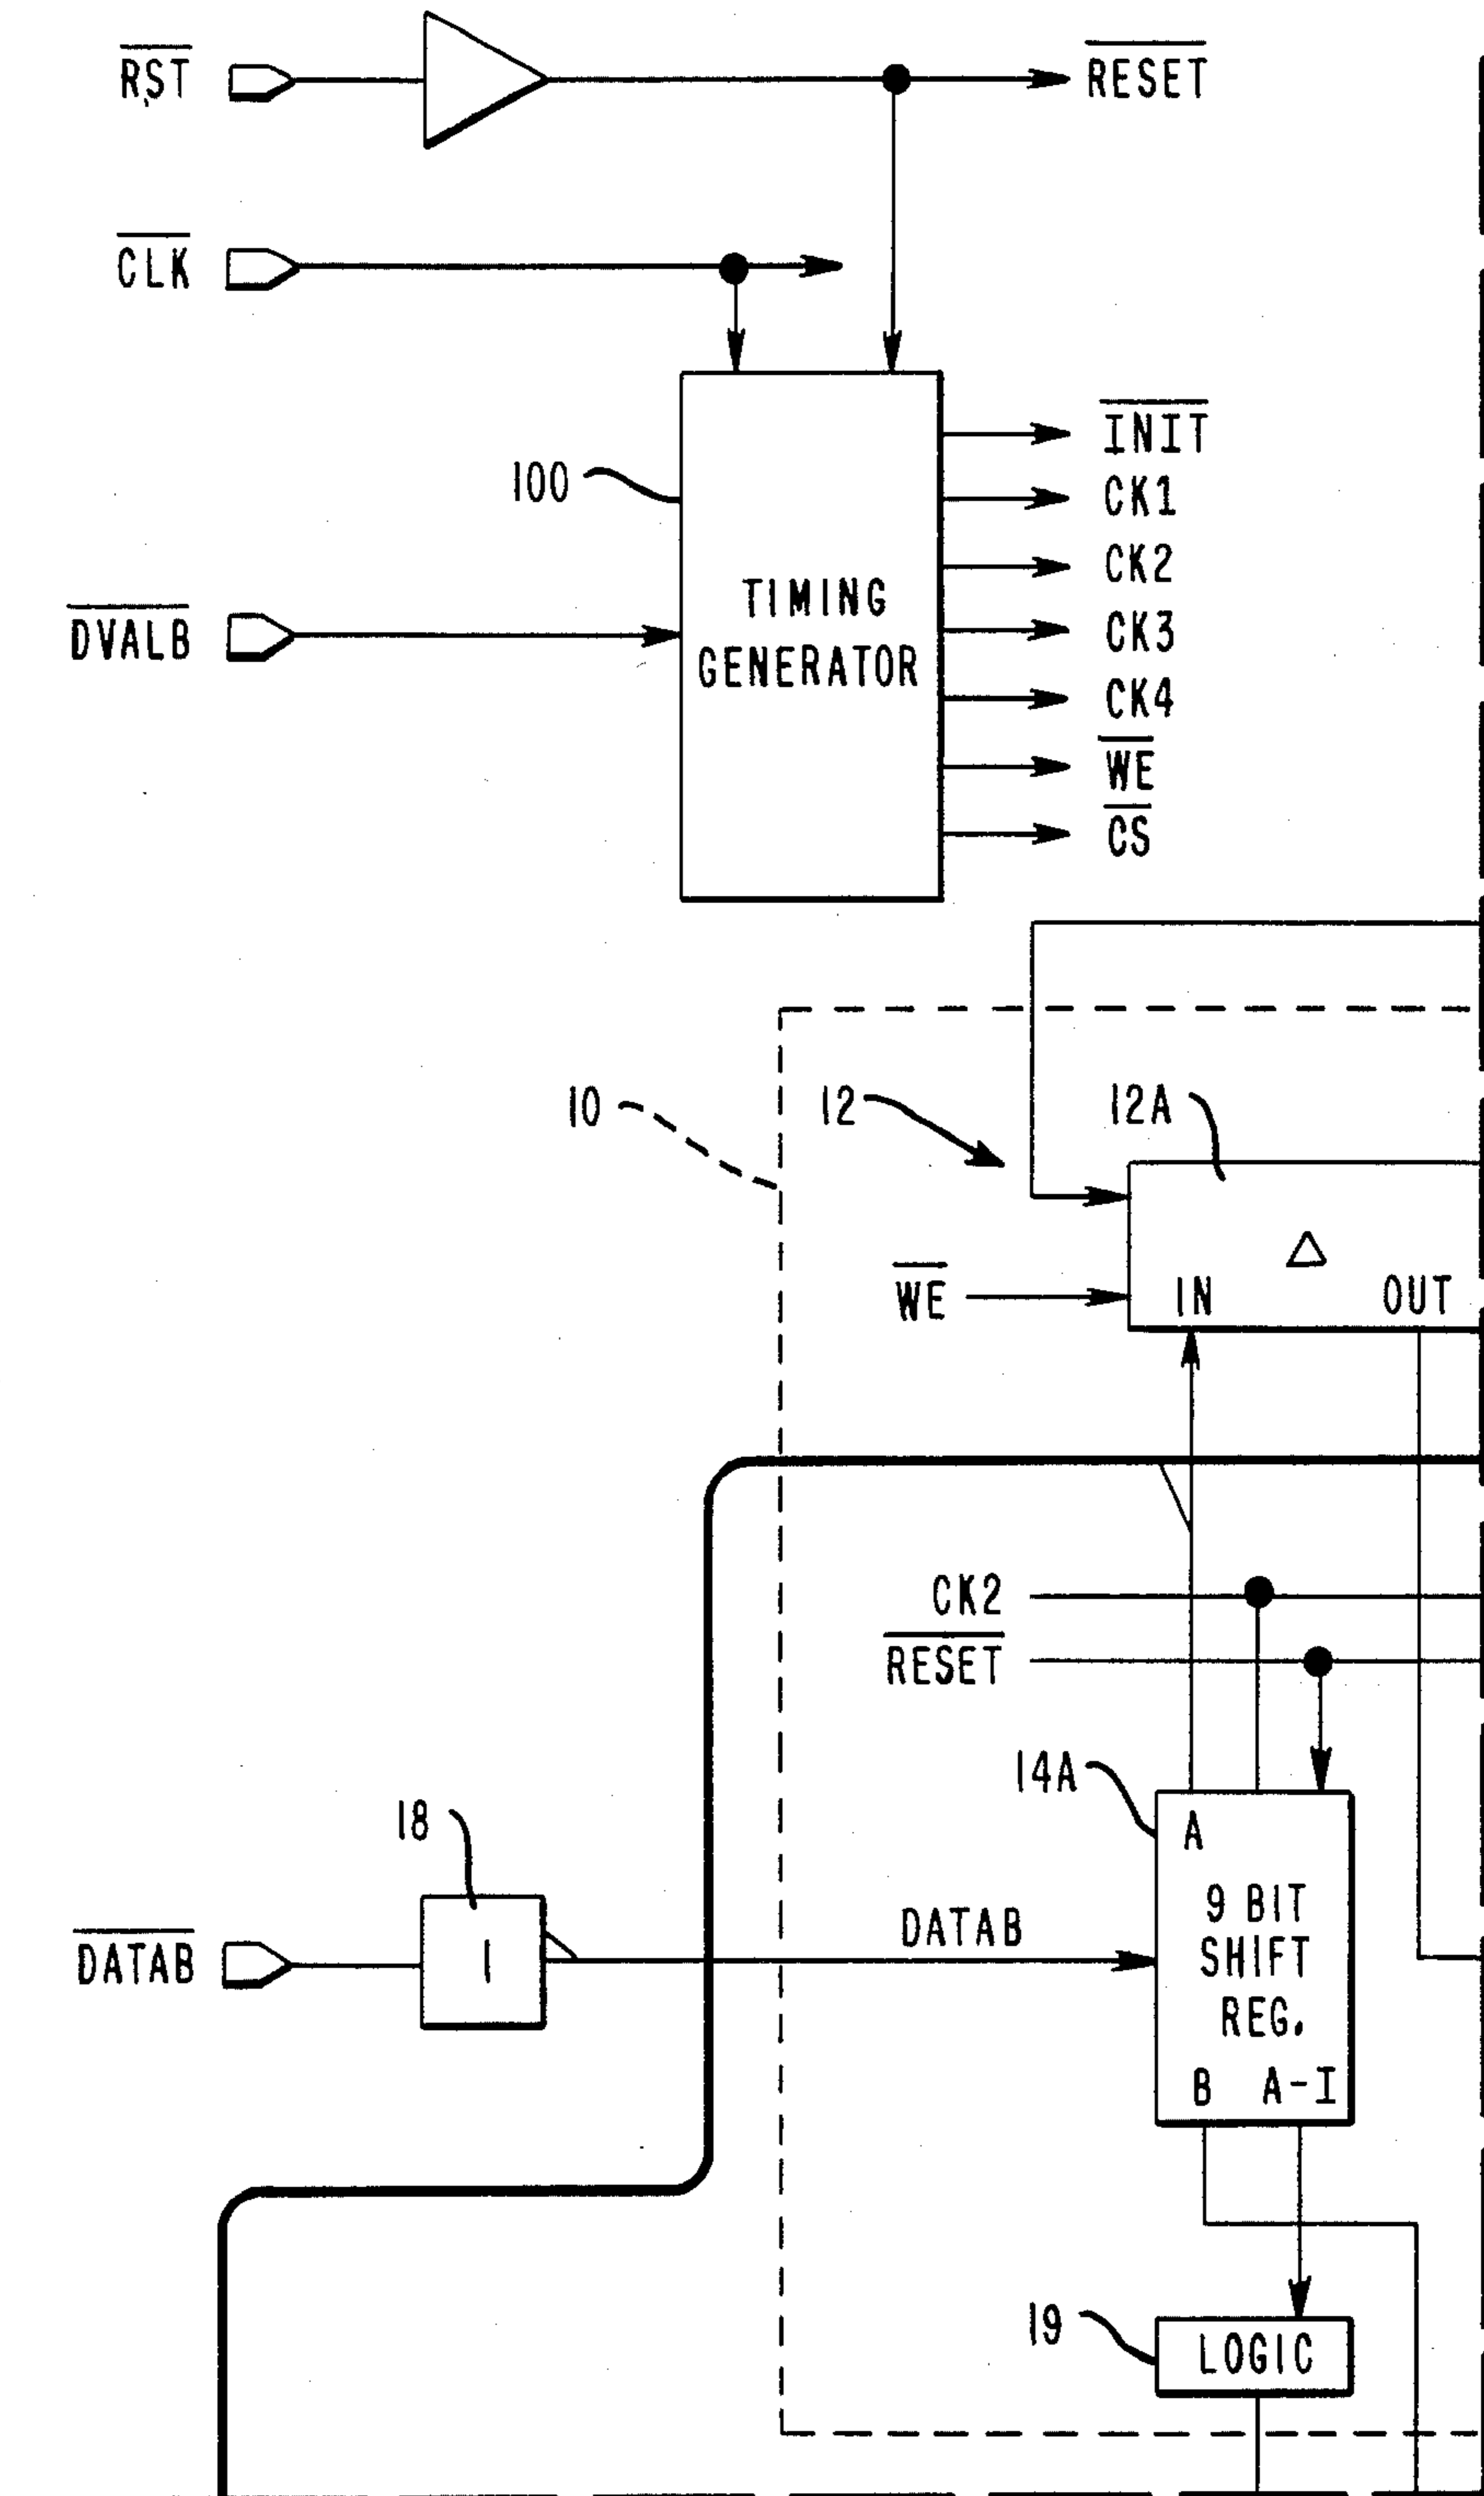 RST
RESET
CLK
INIT
100
CK1
CK2
TIMING
GENERATOR
DVALB
CK3
CK4
WE
CS
10
12
12A
Δ
WE
IN
OUT
CK2
RESET
14A
A
18
9 BIT
SHIFT
REG.
DATAB
DATAB
1
B
A-I
19
LOGIC